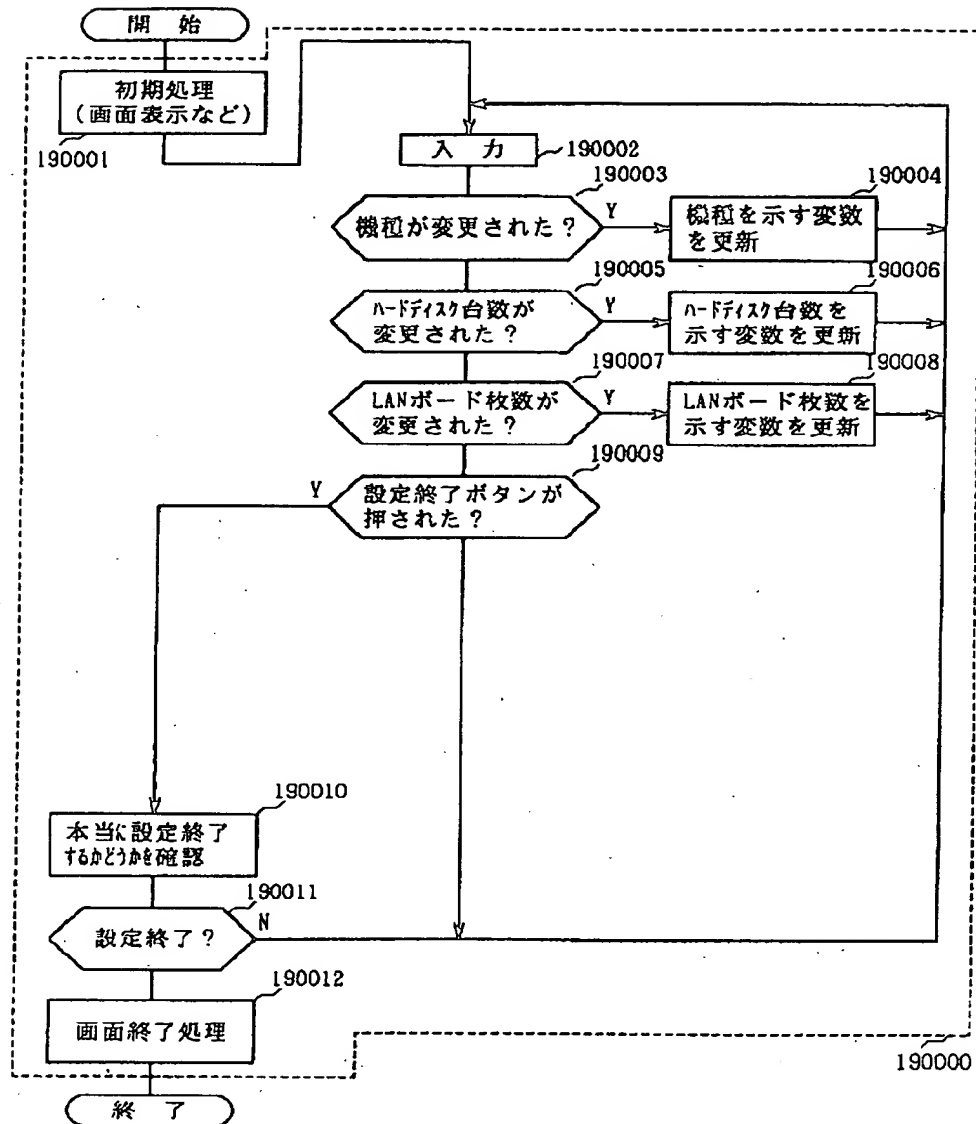 開 始
初期処理
(画面表示など)
190001
入 力
190002
190003
機種が変更された?
Y
190004
機種を示す変数
を更新
190005
ハードディスク台数が
変更された?
Y
190006
ハードディスク台数を
示す変数を更新
190007
LANボード枚数が
変更された?
Y
190008
LANボード枚数を
示す変数を更新
190009
設定終了ボタンが
押された?
Y
190010
本当に設定終了
するかどうかを確認
190011
設定終了?
N
190012
画面終了処理
190000
終 了